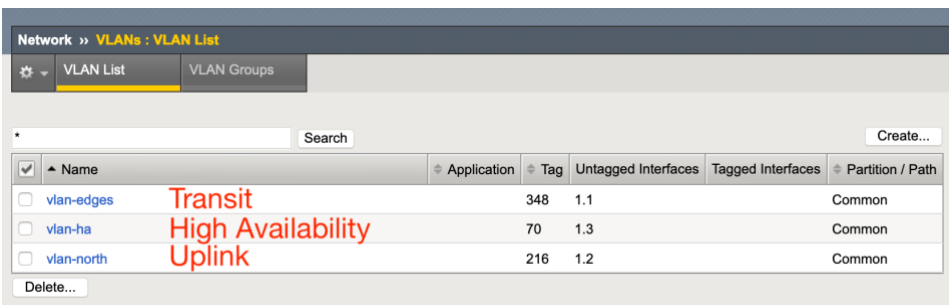 Network ›› VLANs : VLAN List
VLAN List VLAN Groups
* Search Create...
Name Application Tag Untagged Interfaces Tagged Interfaces Partition / Path
vlan-edges Transit 348 1.1 Common
vlan-ha High Availability 70 1.3 Common
vlan-north Uplink 216 1.2 Common
Delete...